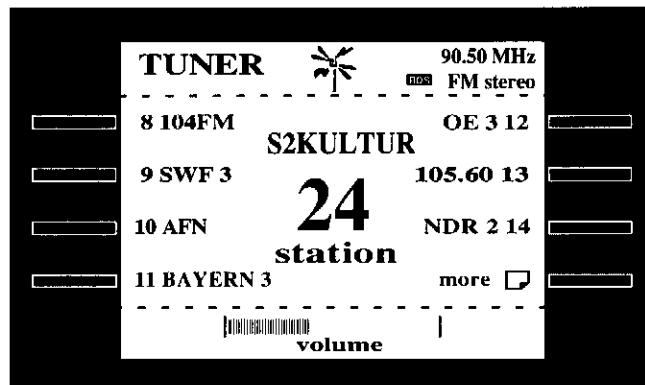 TUNER
90.50 MHz
RDS FM stereo
8 104FM
OE 3 12
S2KULTUR
9 SWF 3
105.60 13
24
10 AFN
NDR 2 14
station
11 BAYERN 3
more
volume